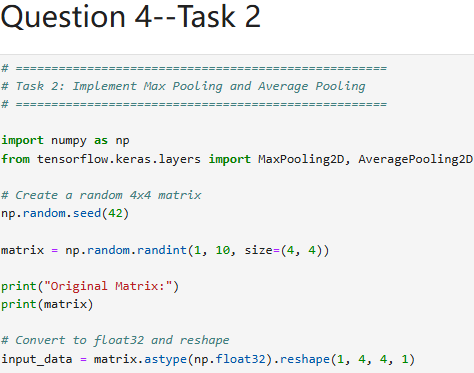 Question 4--Task 2
# ==================================================
# Task 2: Implement Max Pooling and Average Pooling
# ==================================================
import numpy as np
from tensorflow.keras.layers import MaxPooling2D, AveragePooling2D
# Create a random 4x4 matrix
np.random.seed(42)
matrix = np.random.randint(1, 10, size=(4, 4))
print("Original Matrix:")
print(matrix)
# Convert to float32 and reshape
input_data = matrix.astype(np.float32).reshape(1, 4, 4, 1)